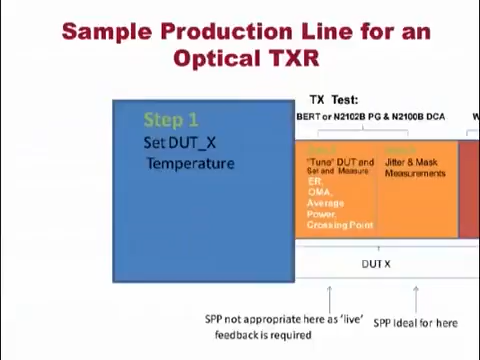 Sample Production Line for an
Optical TXR
TX Test:
BERT or N2102B PG & N2100B DCA
Step 1
Set DUT_X
Temperature
"Tune" DUT and
Set and Measure
ER,
OMA,
Average
Power,
Crossing Point
Jitter & Mask
Measurements
DUT X
SPP not appropriate here as 'live'
feedback is required
SPP Ideal for here